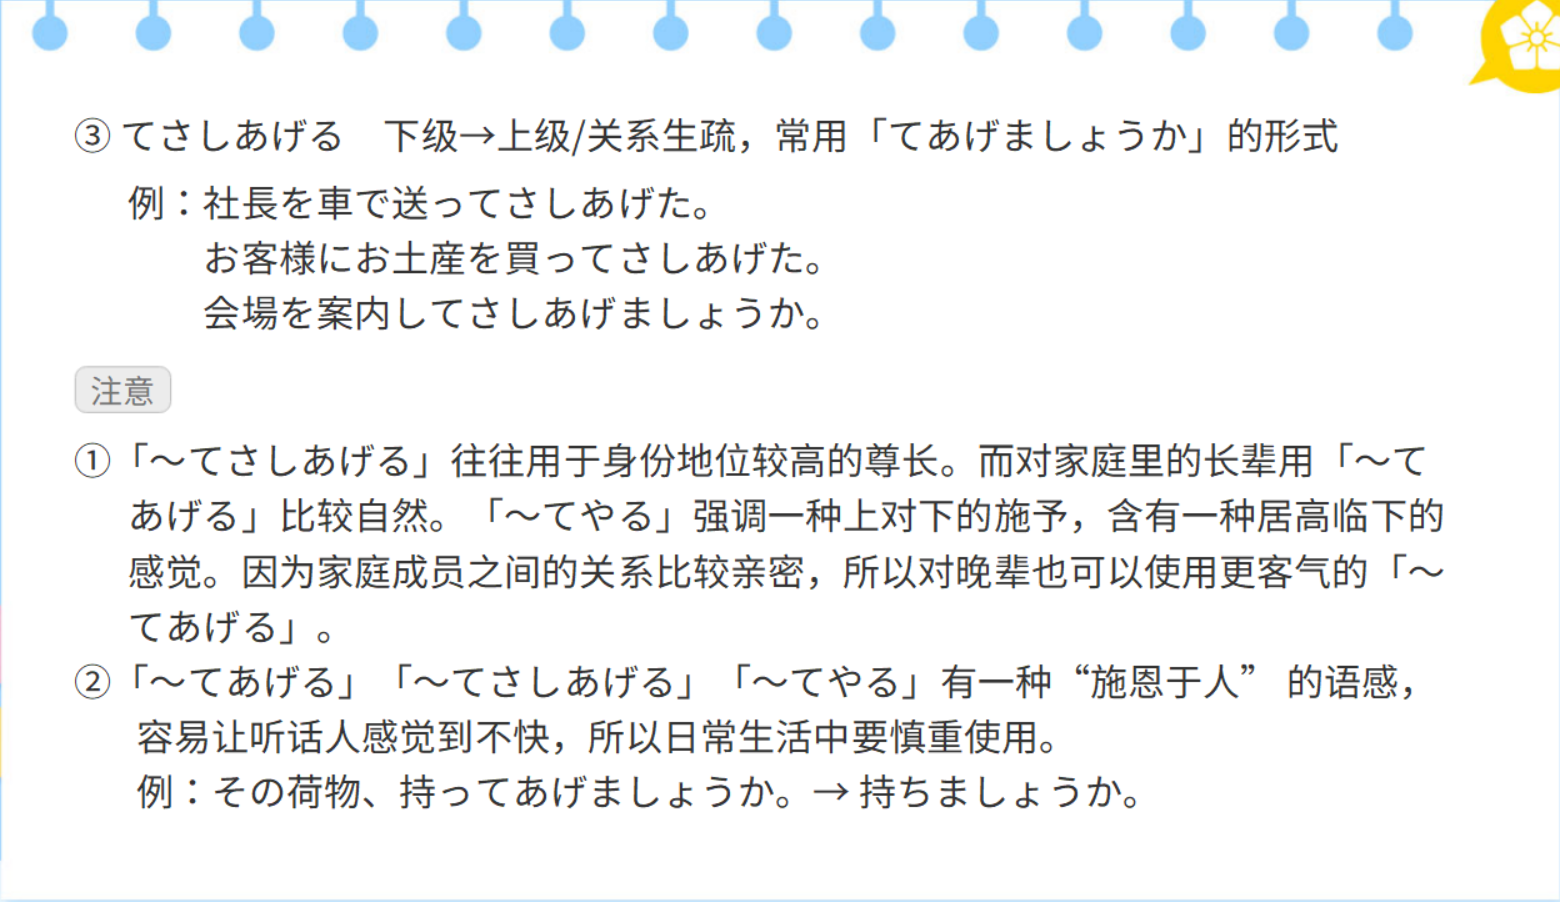 ③ てさしあげる　下级→上级/关系生疏，常用「てあげましょうか」的形式
例：社長を車で送ってさしあげた。
お客様にお土産を買ってさしあげた。
会場を案内してさしあげましょうか。
注意
①「～てさしあげる」往往用于身份地位较高的尊长。而对家庭里的长辈用「～て
あげる」比较自然。「～てやる」强调一种上对下的施予，含有一种居高临下的
感觉。因为家庭成员之间的关系比较亲密，所以对晚辈也可以使用更客气的「～
てあげる」。
②「～てあげる」「～てさしあげる」「～てやる」有一种“施恩于人” 的语感，
容易让听话人感觉到不快，所以日常生活中要慎重使用。
例：その荷物、持ってあげましょうか。→ 持ちましょうか。